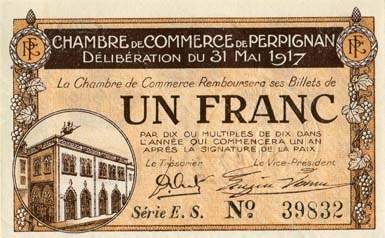 CHAMBRE DE COMMERCE DE PERPIGNAN
DÉLIBÉRATION DU 31 MAI 1917
La Chambre de Commerce Remboursera ses Billets de
UN FRANC
PAR DIX OU MULTIPLES DE DIX DANS
L'ANNÉE QUI COMMENCERA UN AN
APRÈS LA SIGNATURE DE LA PAIX
Le Trésorier Le Vice-Président
Série E. S. No 39832